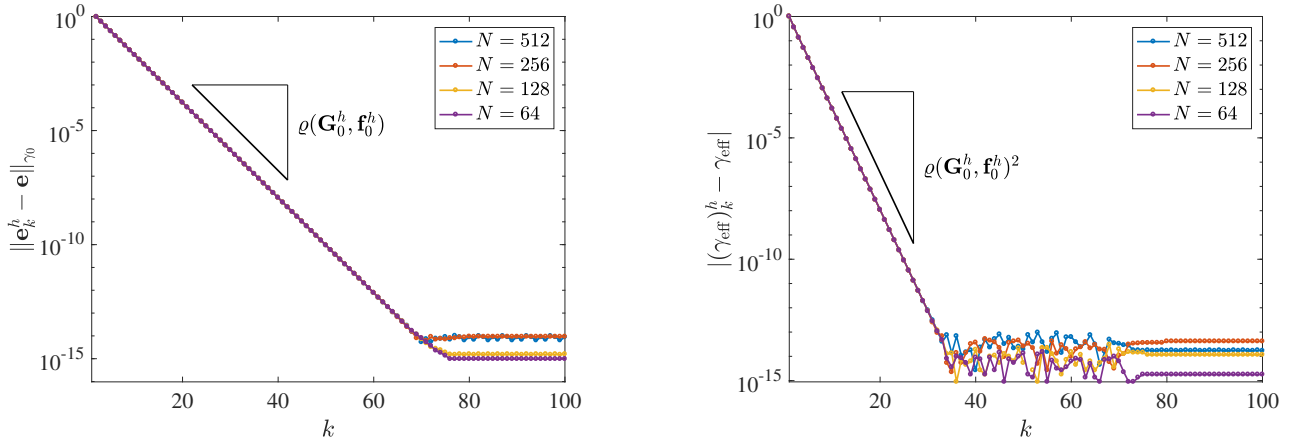 10^0
10^-5
10^-10
10^-15
20
40
60
80
100
k
‖e_k^h − e‖_γ0
ϱ(G_0^h, f_0^h)
N = 512
N = 256
N = 128
N = 64
10^0
10^-5
10^-10
10^-15
20
40
60
80
100
k
|(γ_eff)_k^h − γ_eff|
ϱ(G_0^h, f_0^h)^2
N = 512
N = 256
N = 128
N = 64